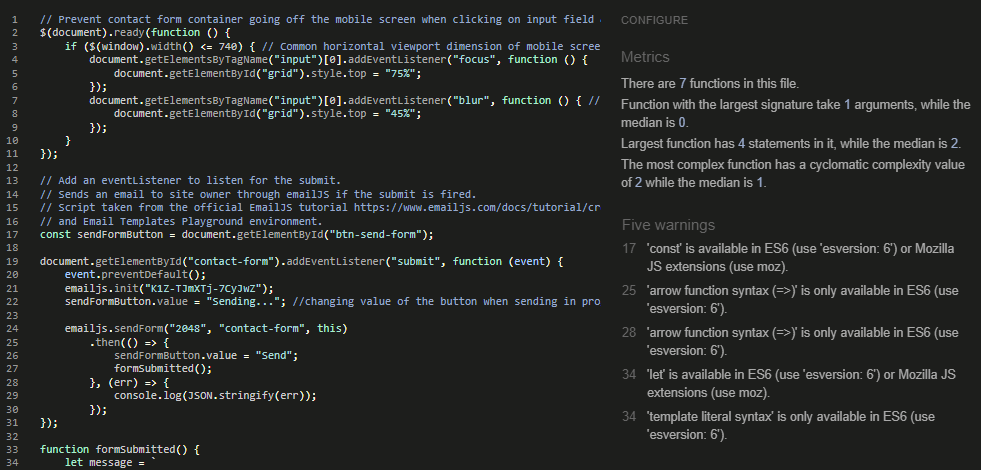 1 // Prevent contact form container going off the mobile screen when clicking on input field
2 $(document).ready(function () {
3 if ($(window).width() <= 740) { // Common horizontal viewport dimension of mobile scree
4 document.getElementsByTagName("input")[0].addEventListener("focus", function () {
5 document.getElementById("grid").style.top = "75%";
6 });
7 document.getElementsByTagName("input")[0].addEventListener("blur", function () { //
8 document.getElementById("grid").style.top = "45%";
9 });
10 }
11 });
12
13 // Add an eventListener to listen for the submit.
14 // Sends an email to site owner through emailJS if the submit is fired.
15 // Script taken from the official EmailJS tutorial https://www.emailjs.com/docs/tutorial/cr
16 // and Email Templates Playground environment.
17 const sendFormButton = document.getElementById("btn-send-form");
18
19 document.getElementById("contact-form").addEventListener("submit", function (event) {
20 event.preventDefault();
21 emailjs.init("K1Z-TJmXTj-7CyJwZ");
22 sendFormButton.value = "Sending..."; //changing value of the button when sending in pro
23
24 emailjs.sendForm("2048", "contact-form", this)
25 .then(() => {
26 sendFormButton.value = "Send";
27 formSubmitted();
28 }, (err) => {
29 console.log(JSON.stringify(err));
30 });
31 });
32
33 function formSubmitted() {
34 let message = `
CONFIGURE
Metrics
There are 7 functions in this file.
Function with the largest signature take 1 arguments, while the
median is 0.
Largest function has 4 statements in it, while the median is 2.
The most complex function has a cyclomatic complexity value
of 2 while the median is 1.
Five warnings
17 'const' is available in ES6 (use 'esversion: 6') or Mozilla
JS extensions (use moz).
25 'arrow function syntax (=>)' is only available in ES6 (use
'esversion: 6').
28 'arrow function syntax (=>)' is only available in ES6 (use
'esversion: 6').
34 'let' is available in ES6 (use 'esversion: 6') or Mozilla JS
extensions (use moz).
34 'template literal syntax' is only available in ES6 (use
'esversion: 6').